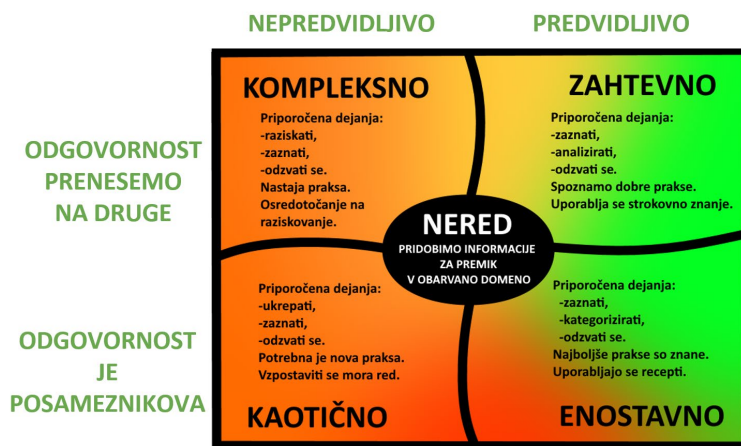 NEPREDVIDLJIVO
PREDVIDLJIVO
KOMPLEKSNO
Priporočena dejanja:
-raziskati,
-zaznati,
-odzvati se.
Nastaja praksa.
Osredotočanje na
raziskovanje.
ZAHTEVNO
Priporočena dejanja:
-zaznati,
-analizirati,
-odzvati se.
Spoznamo dobre prakse.
Uporablja se strokovno znanje.
ODGOVORNOST
PRENESEMO
NA DRUGE
NERED
PRIDOBIMO INFORMACIJE
ZA PREMIK
V OBARVANO DOMENO
ODGOVORNOST
JE
POSAMEZNIKOVA
Priporočena dejanja:
-ukrepati,
-zaznati,
-odzvati se.
Potrebna je nova praksa.
Vzpostaviti se mora red.
KAOTIČNO
Priporočena dejanja:
-zaznati,
-kategorizirati,
-odzvati se.
Najboljše prakse so znane.
Uporabljajo se recepti.
ENOSTAVNO